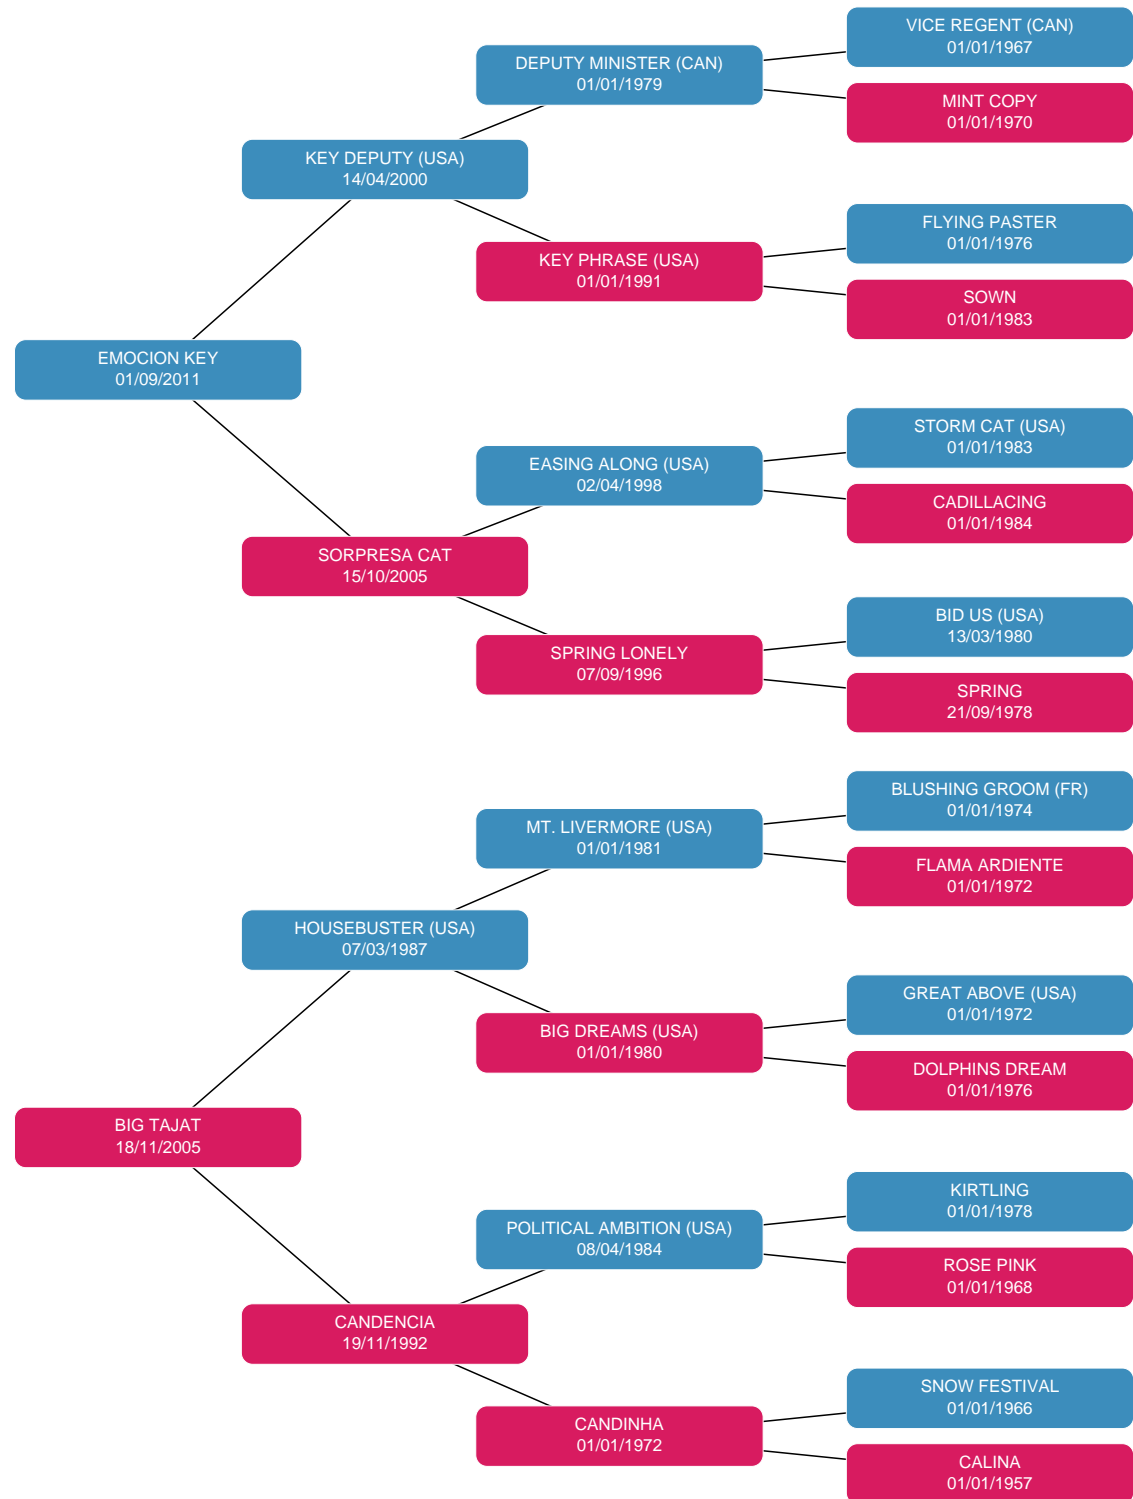 VICE REGENT (CAN)
01/01/1967
DEPUTY MINISTER (CAN)
01/01/1979
MINT COPY
01/01/1970
KEY DEPUTY (USA)
14/04/2000
FLYING PASTER
01/01/1976
KEY PHRASE (USA)
01/01/1991
SOWN
01/01/1983
EMOCION KEY
01/09/2011
STORM CAT (USA)
01/01/1983
EASING ALONG (USA)
02/04/1998
CADILLACING
01/01/1984
SORPRESA CAT
15/10/2005
BID US (USA)
13/03/1980
SPRING LONELY
07/09/1996
SPRING
21/09/1978
BLUSHING GROOM (FR)
01/01/1974
MT. LIVERMORE (USA)
01/01/1981
FLAMA ARDIENTE
01/01/1972
HOUSEBUSTER (USA)
07/03/1987
GREAT ABOVE (USA)
01/01/1972
BIG DREAMS (USA)
01/01/1980
DOLPHINS DREAM
01/01/1976
BIG TAJAT
18/11/2005
KIRTLING
01/01/1978
POLITICAL AMBITION (USA)
08/04/1984
ROSE PINK
01/01/1968
CANDENCIA
19/11/1992
SNOW FESTIVAL
01/01/1966
CANDINHA
01/01/1972
CALINA
01/01/1957